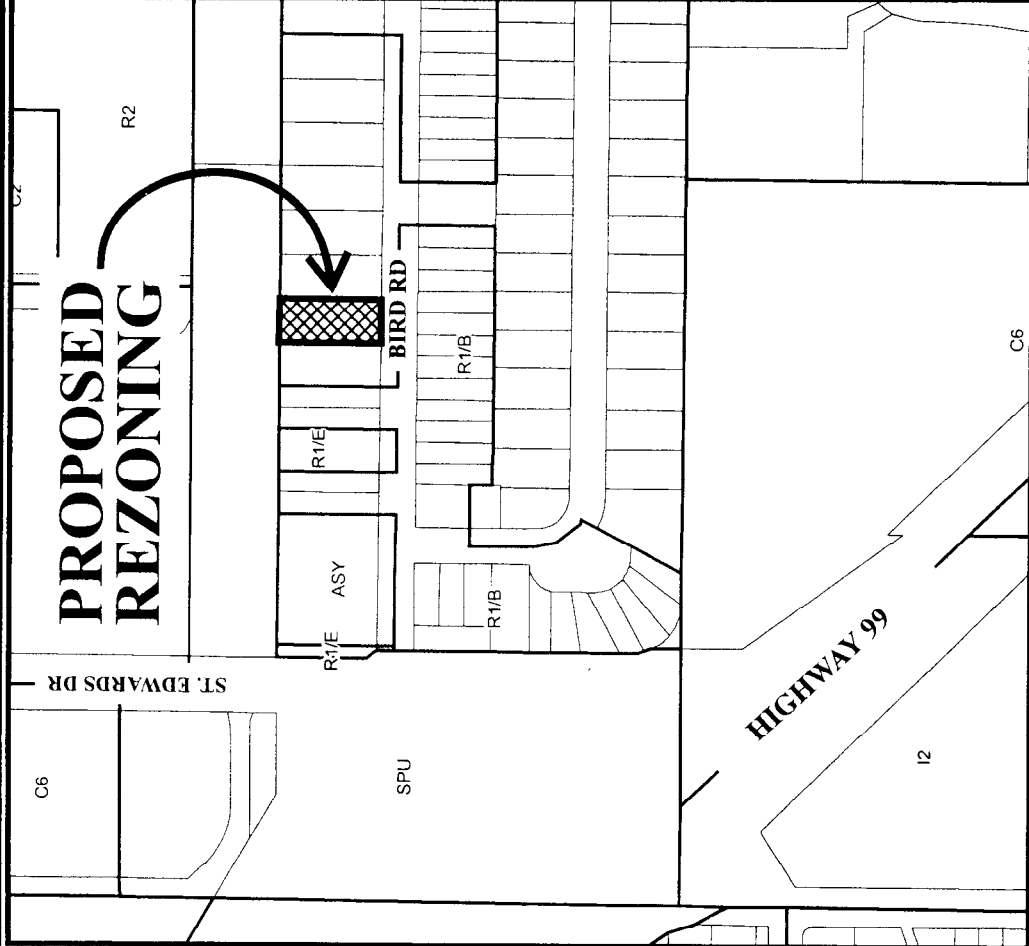 PROPOSED
REZONING
C2
R2
BIRD RD
R1/B
R1/E
ASY
R1/E
R1/B
ST. EDWARDS DR
C6
SPU
HIGHWAY 99
I2
C6